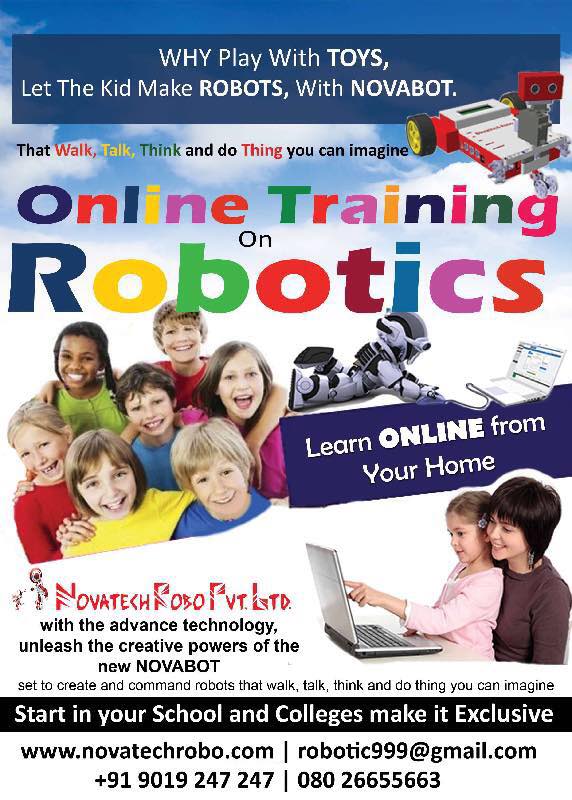 WHY Play With TOYS,
Let The Kid Make ROBOTS, With NOVABOT.
That Walk, Talk, Think and do Thing you can imagine
Online Training
On
Robotics
Learn ONLINE from
Your Home
NOVATECH ROBO PVT. LTD.
with the advance technology,
unleash the creative powers of the
new NOVABOT
set to create and command robots that walk, talk, think and do thing you can imagine
Start in your School and Colleges make it Exclusive
www.novatechrobo.com | robotic999@gmail.com
+91 9019 247 247 | 080 26655663